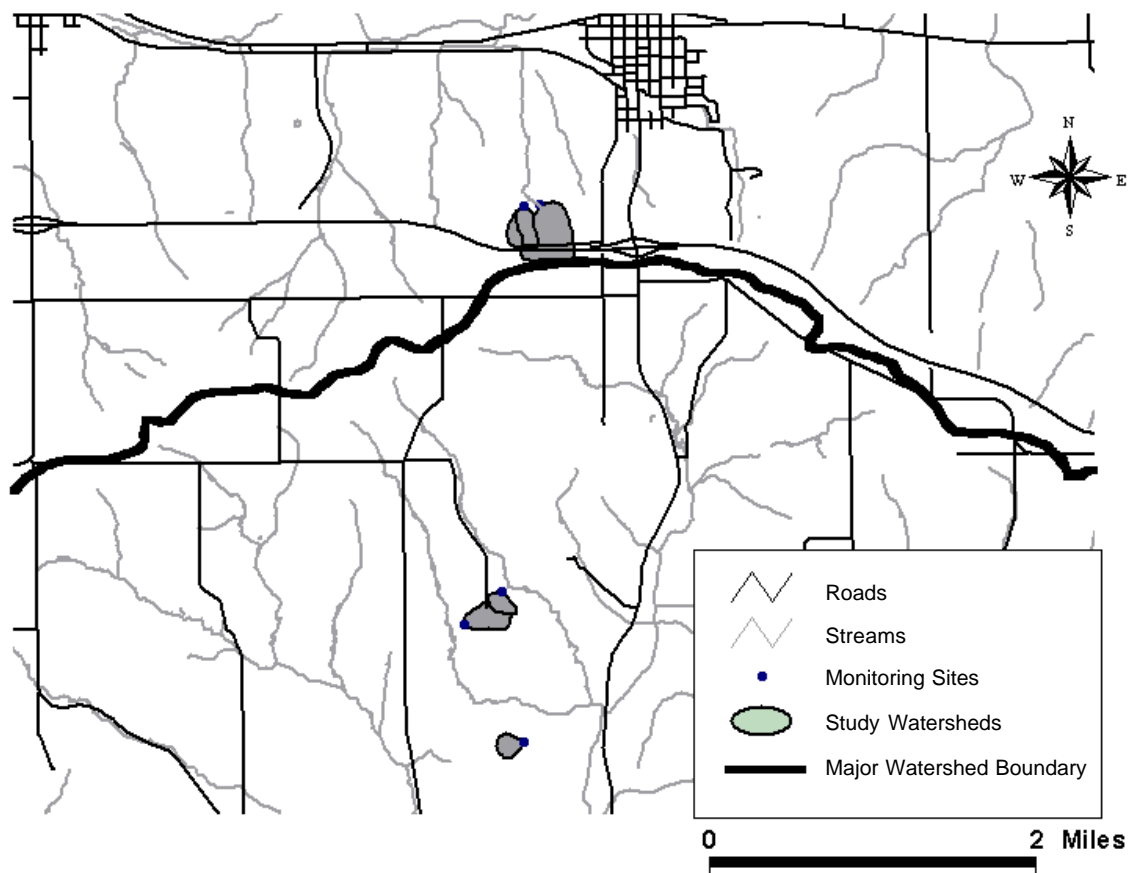 N
W E
S
Roads
Streams
Monitoring Sites
Study Watersheds
Major Watershed Boundary
0 2 Miles